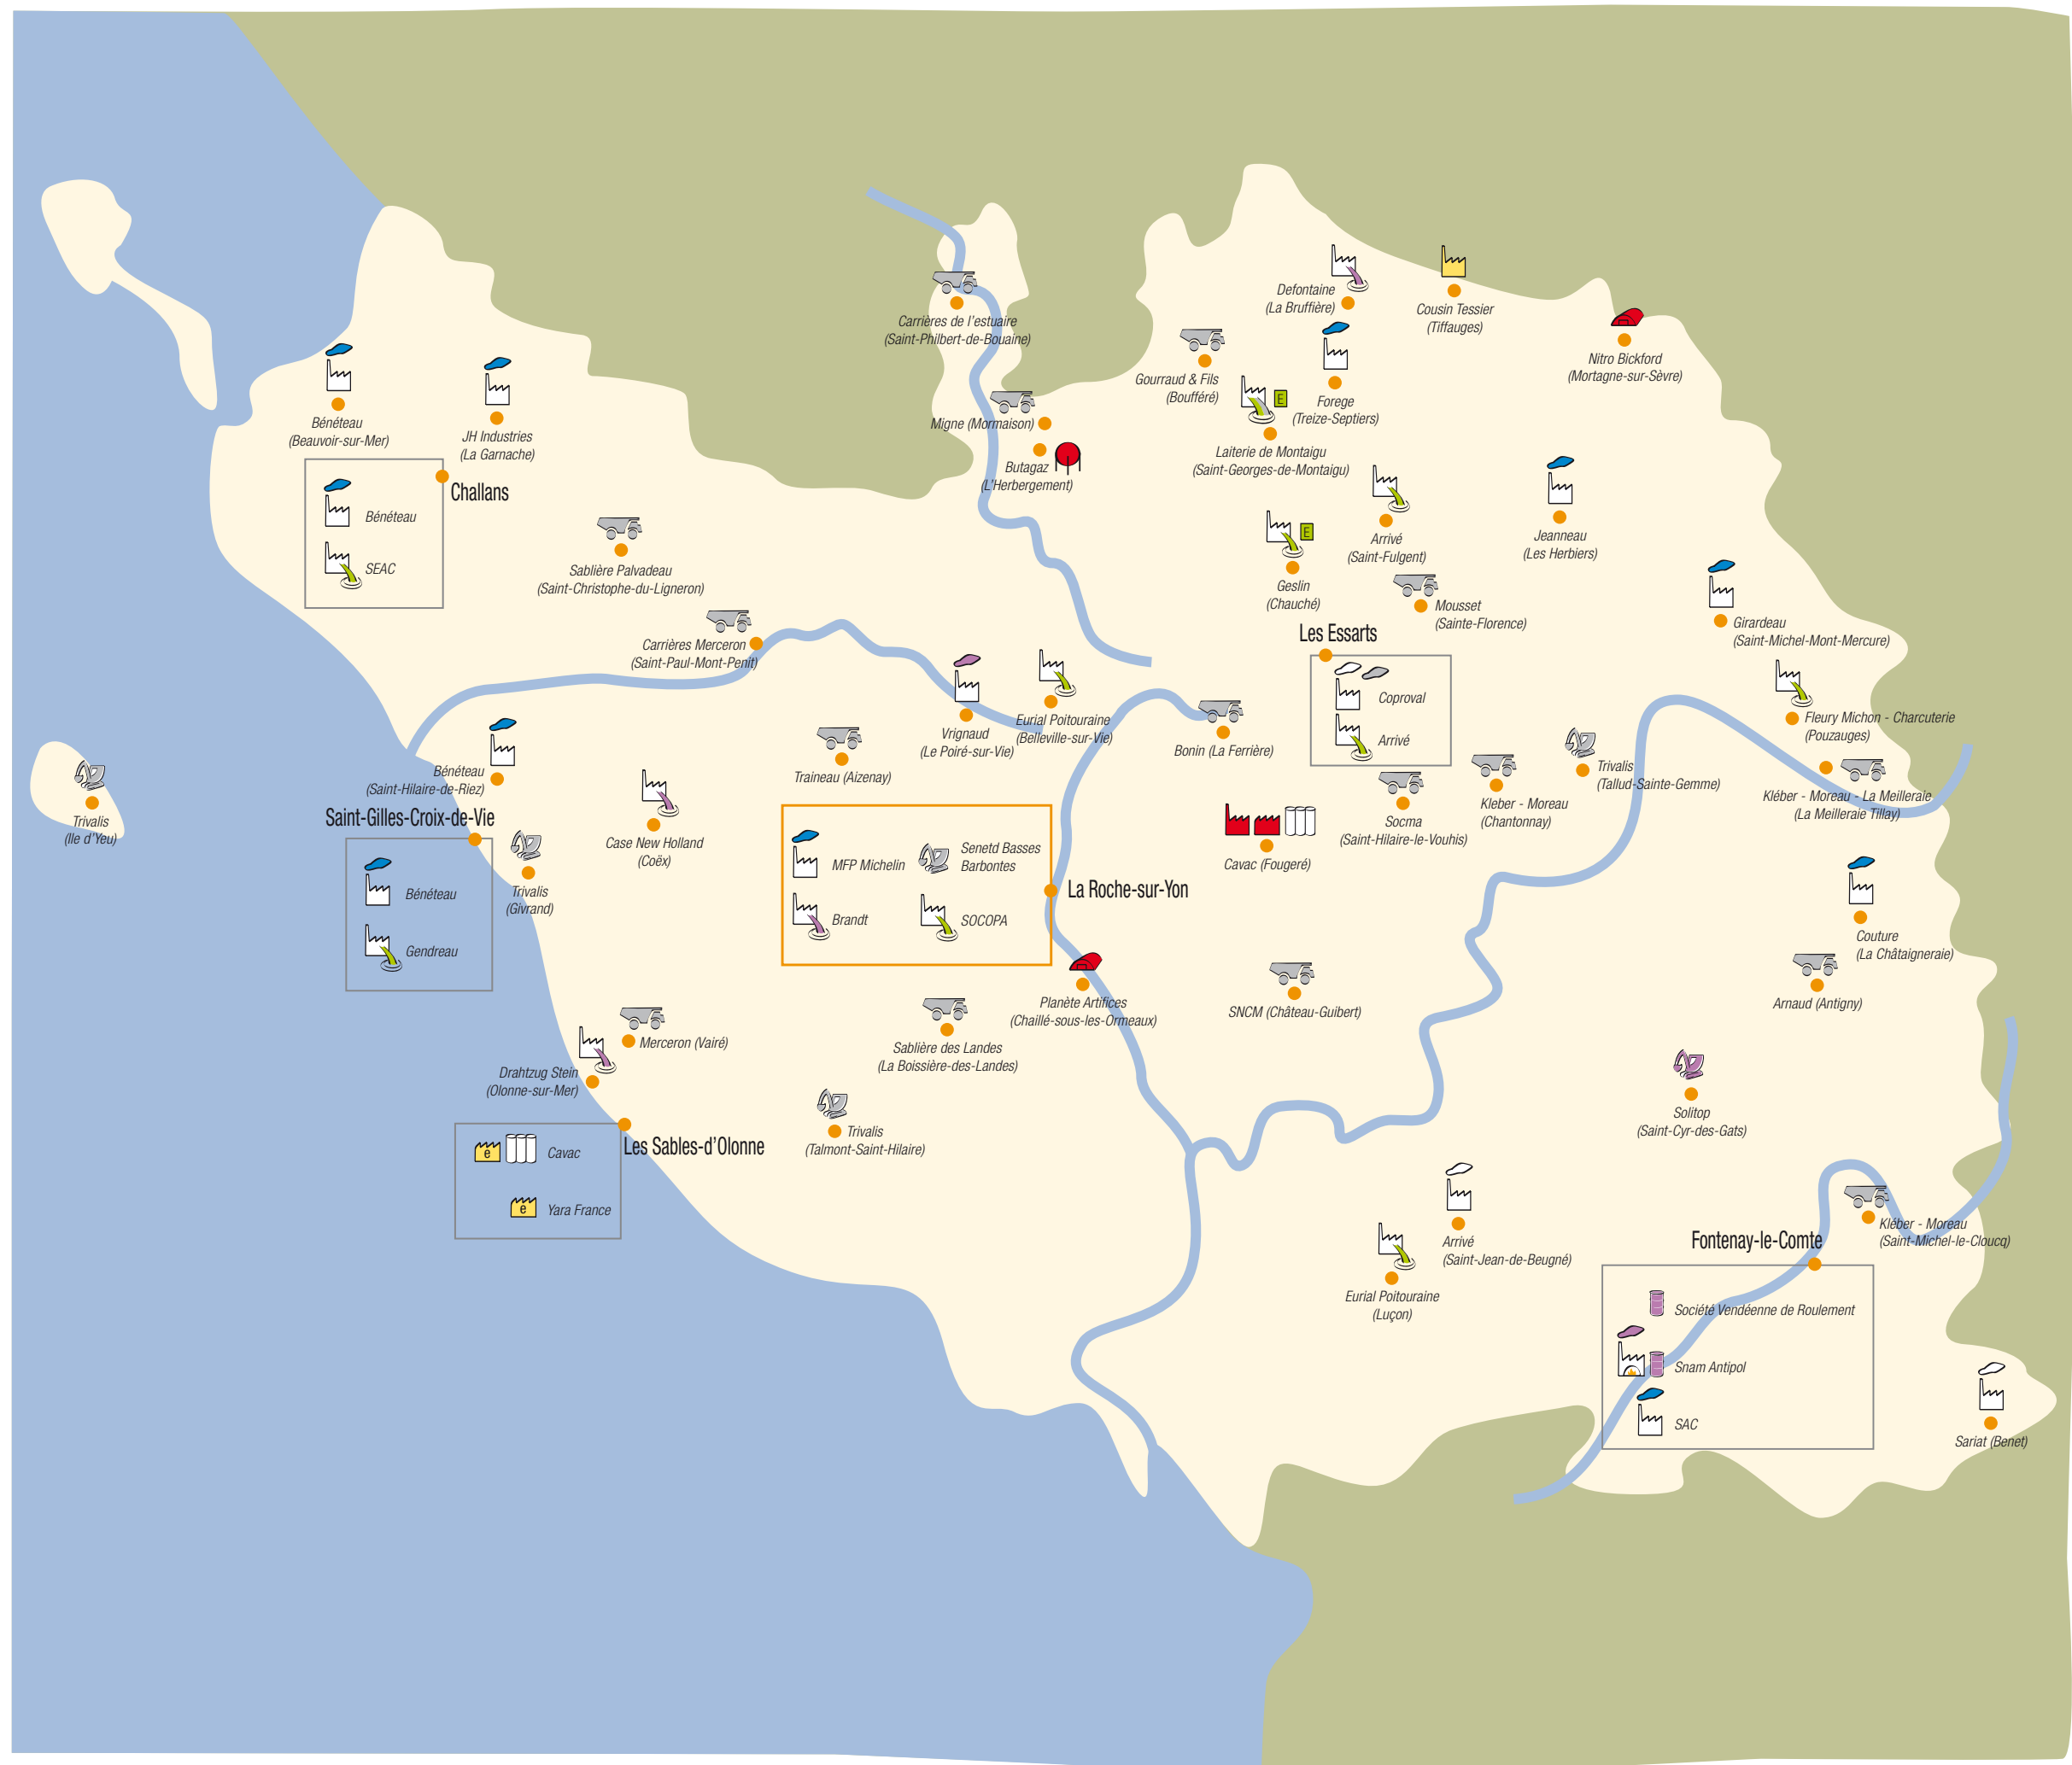 Carrières de l'estuaire
(Saint-Philbert-de-Bouaine)
Defontaine
(La Bruffière)
Cousin Tessier
(Tiffauges)
Nitro Bickford
(Mortagne-sur-Sèvre)
Gourraud & Fils
(Boufféré)
Forege
(Treize-Septiers)
E
Laiterie de Montaigu
(Saint-Georges-de-Montaigu)
Migne (Mormaison)
Butagaz
(L'Herbergement)
Bénéteau
(Beauvoir-sur-Mer)
JH Industries
(La Garnache)
Challans
Bénéteau
SEAC
Sablière Palvadeau
(Saint-Christophe-du-Ligneron)
Carrières Merceron
(Saint-Paul-Mont-Penit)
Arrivé
(Saint-Fulgent)
Jeanneau
(Les Herbiers)
E
Geslin
(Chauché)
Mousset
(Sainte-Florence)
Girardeau
(Saint-Michel-Mont-Mercure)
Les Essarts
Coproval
Arrivé
Fleury Michon - Charcuterie
(Pouzauges)
Vrignaud
(Le Poiré-sur-Vie)
Eurial Poitouraine
(Belleville-sur-Vie)
Bonin (La Ferrière)
Traineau (Aizenay)
Trivalis
(Tallud-Sainte-Gemme)
Kléber - Moreau - La Meilleraie
(La Meilleraie Tillay)
Kleber - Moreau
(Chantonnay)
Socma
(Saint-Hilaire-le-Vouhis)
Cavac (Fougeré)
Bénéteau
(Saint-Hilaire-de-Riez)
Trivalis
(Ile d'Yeu)
Saint-Gilles-Croix-de-Vie
Bénéteau
Gendreau
Trivalis
(Givrand)
Case New Holland
(Coëx)
MFP Michelin
Senetd Basses
Barbontes
Brandt
SOCOPA
La Roche-sur-Yon
Couture
(La Châtaigneraie)
Arnaud (Antigny)
Planète Artifices
(Chaillé-sous-les-Ormeaux)
SNCM (Château-Guibert)
Sablière des Landes
(La Boissière-des-Landes)
Merceron (Vairé)
Drahtzug Stein
(Olonne-sur-Mer)
Trivalis
(Talmont-Saint-Hilaire)
Les Sables-d'Olonne
e
Cavac
e
Yara France
Solitop
(Saint-Cyr-des-Gats)
Arrivé
(Saint-Jean-de-Beugné)
Eurial Poitouraine
(Luçon)
Kléber - Moreau
(Saint-Michel-le-Cloucq)
Fontenay-le-Comte
Société Vendéenne de Roulement
Snam Antipol
SAC
Sariat (Benet)